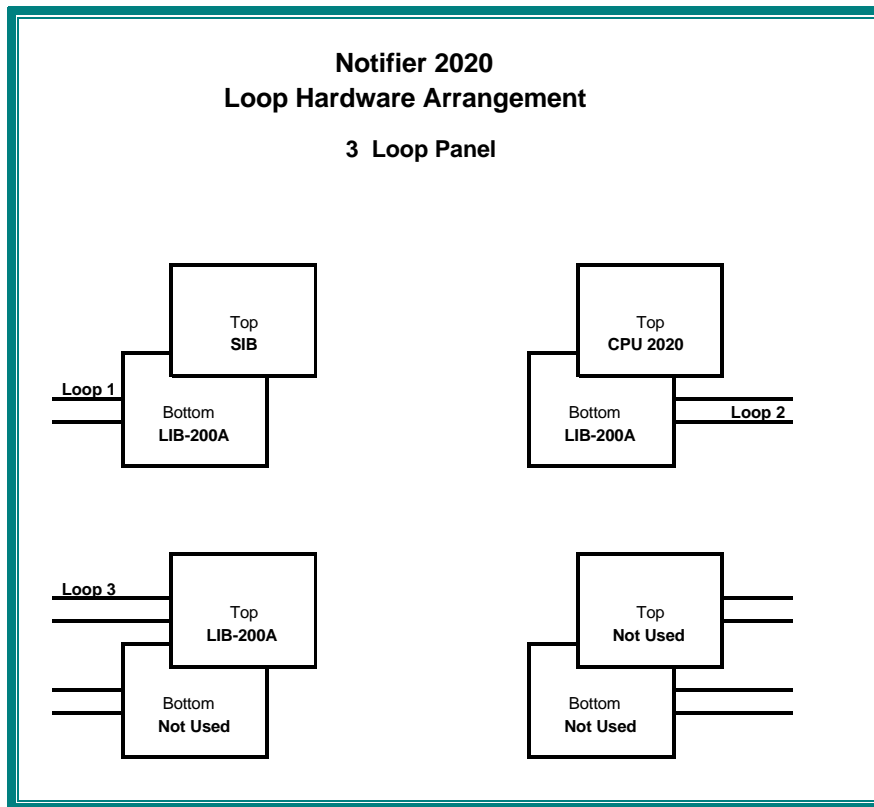 Notifier 2020
Loop Hardware Arrangement
3 Loop Panel
Top
SIB
Loop 1
Bottom
LIB-200A
Top
CPU 2020
Bottom
LIB-200A
Loop 2
Loop 3
Top
LIB-200A
Bottom
Not Used
Top
Not Used
Bottom
Not Used